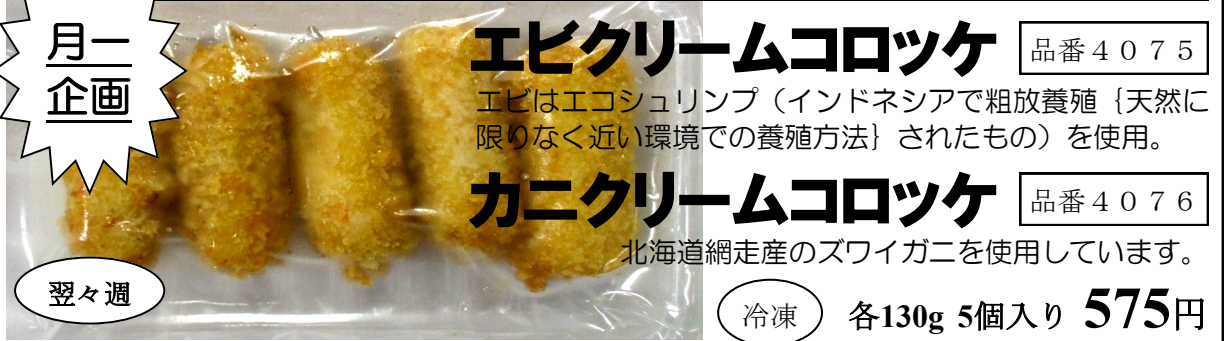 月一
企画
エビクリームコロッケ 品番４０７５
エビはエコシュリンプ（インドネシアで粗放養殖｛天然に
限りなく近い環境での養殖方法｝されたもの）を使用。
カニクリームコロッケ 品番４０７６
北海道網走産のズワイガニを使用しています。
翌々週
冷凍 各130g 5個入り 575円